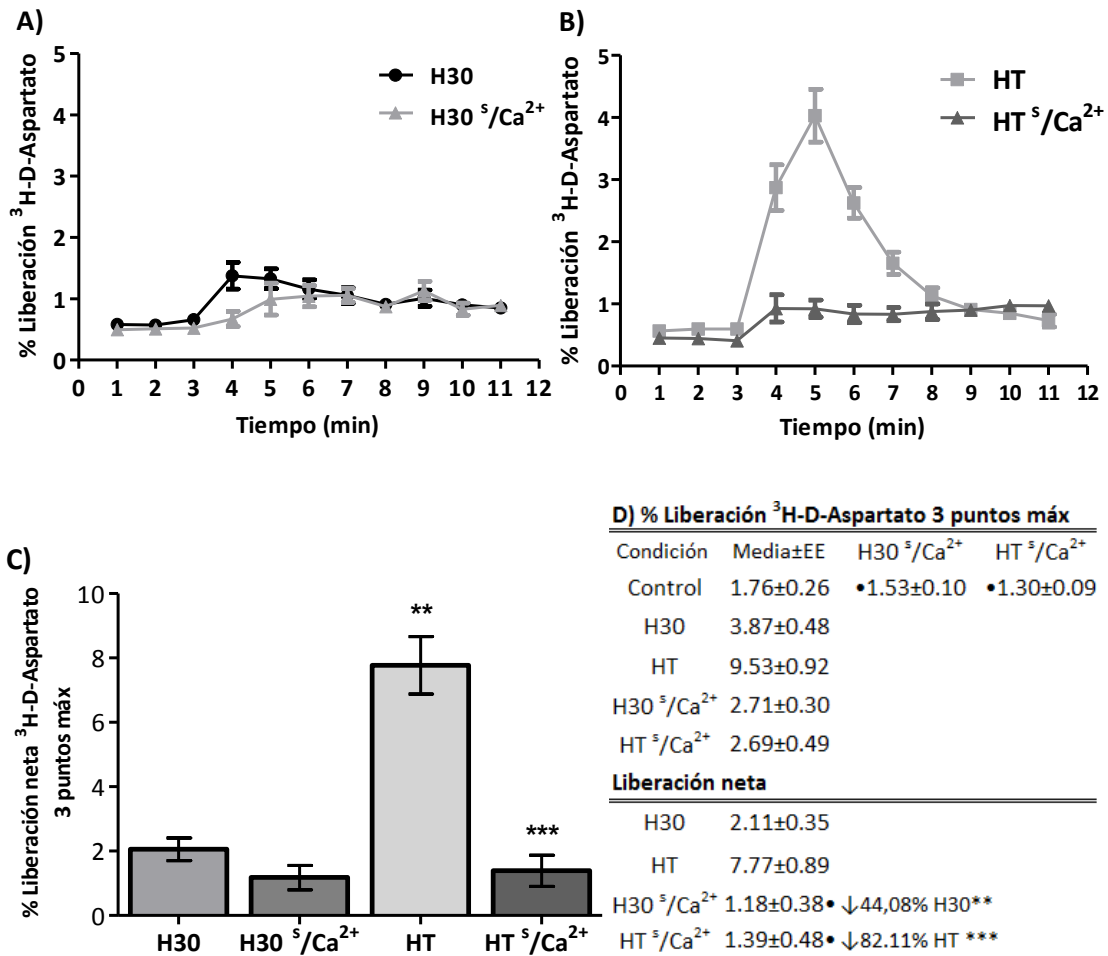 A)
5
4
3
2
1
0
% Liberación ³H-D-Aspartato
H30
H30 ˢ/Ca²⁺
0 1 2 3 4 5 6 7 8 9 10 11 12
Tiempo (min)
B)
5
4
3
2
1
0
% Liberación ³H-D-Aspartato
HT
HT ˢ/Ca²⁺
0 1 2 3 4 5 6 7 8 9 10 11 12
Tiempo (min)
C)
10
8
6
4
2
0
% Liberación neta ³H-D-Aspartato
3 puntos máx
**
***
H30 H30 ˢ/Ca²⁺ HT HT ˢ/Ca²⁺
D) % Liberación ³H-D-Aspartato 3 puntos máx
Condición Media±EE H30 ˢ/Ca²⁺ HT ˢ/Ca²⁺
Control 1.76±0.26 •1.53±0.10 •1.30±0.09
H30 3.87±0.48
HT 9.53±0.92
H30 ˢ/Ca²⁺ 2.71±0.30
HT ˢ/Ca²⁺ 2.69±0.49
Liberación neta
H30 2.11±0.35
HT 7.77±0.89
H30 ˢ/Ca²⁺ 1.18±0.38• ↓44,08% H30**
HT ˢ/Ca²⁺ 1.39±0.48• ↓82.11% HT ***